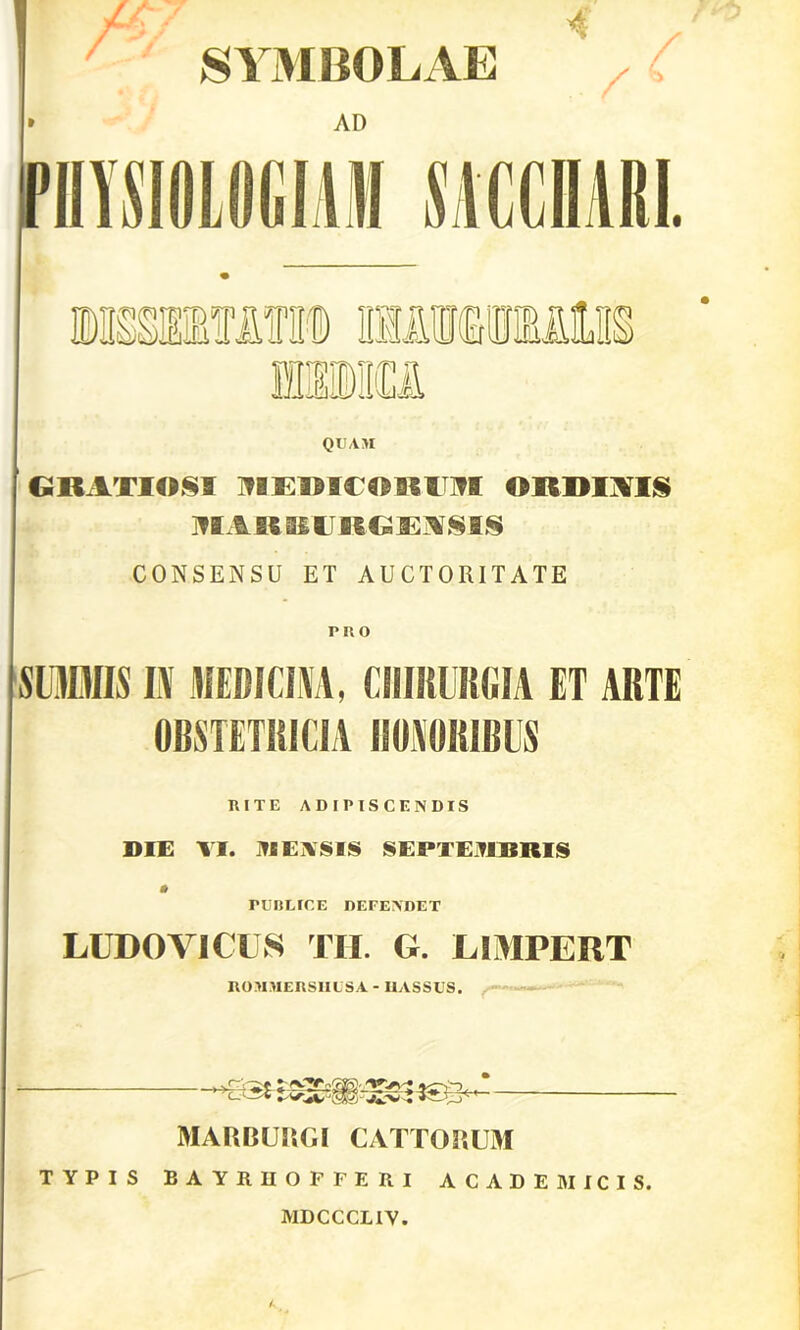 SYMBOLAE
AD
PHYSIOLOGIAM SACCHARI.
DISSERTATIO INAUGURALIS
MEDICA
QUAM
GRATIOSI MEDICORUM ORDINIS
MARBURGENSIS
CONSENSU ET AUCTORITATE
PRO
SUMMIS IN MEDICINA, CHIRURGIA ET ARTE
OBSTETRICIA HONORIBUS
RITE ADIPISCENDIS
DIE VI. MENSIS SEPTEMBRIS
PUBLICE DEFENDET
LUDOVICUS TH. G. LIMPERT
ROMMERSHUSA-HASSUS.
MARBURGI CATTORUM
TYPIS BAYRHOFFERI ACADEMICIS.
MDCCCLIV.